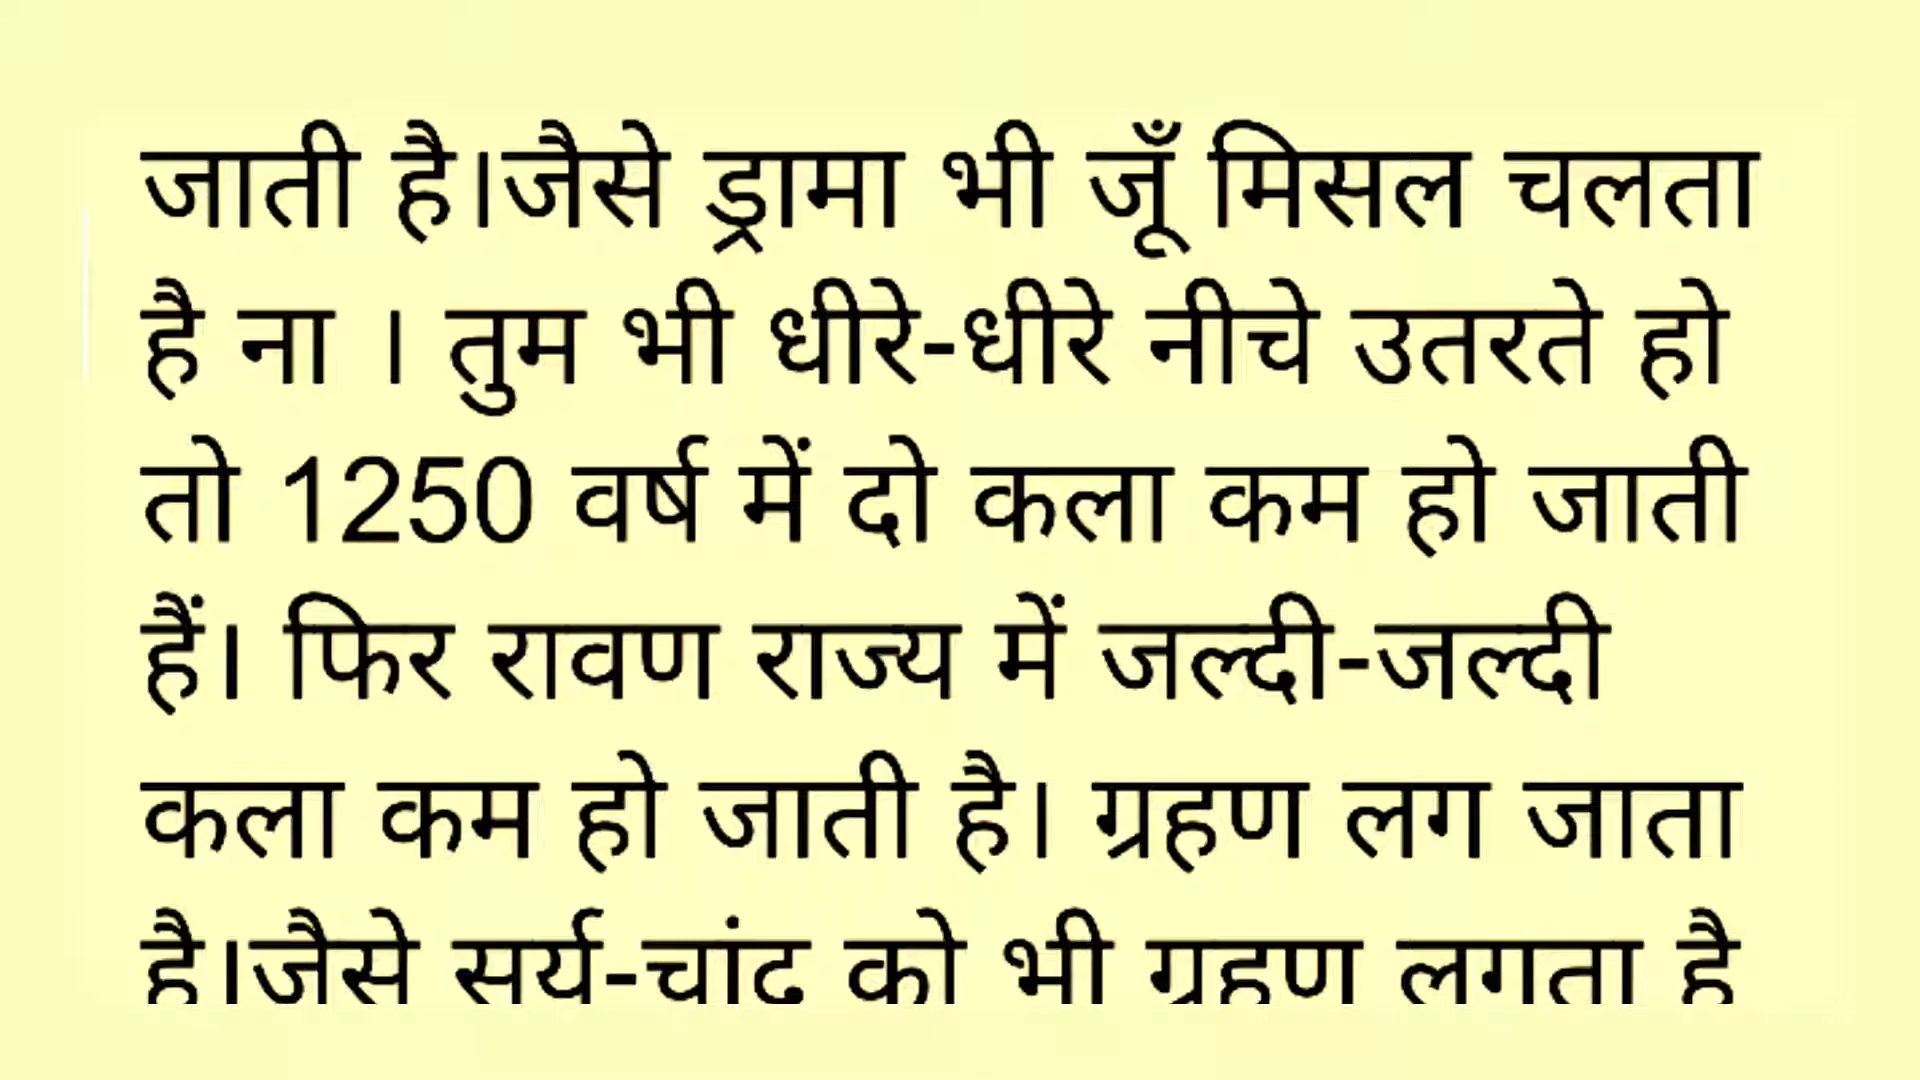 जाती है।जैसे ड्रामा भी जूँ मिसल चलता
है ना । तुम भी धीरे-धीरे नीचे उतरते हो
तो 1250 वर्ष में दो कला कम हो जाती
हैं। फिर रावण राज्य में जल्दी-जल्दी
कला कम हो जाती है। ग्रहण लग जाता
है।जैसे सूर्य-चांद को भी ग्रहण लगता है